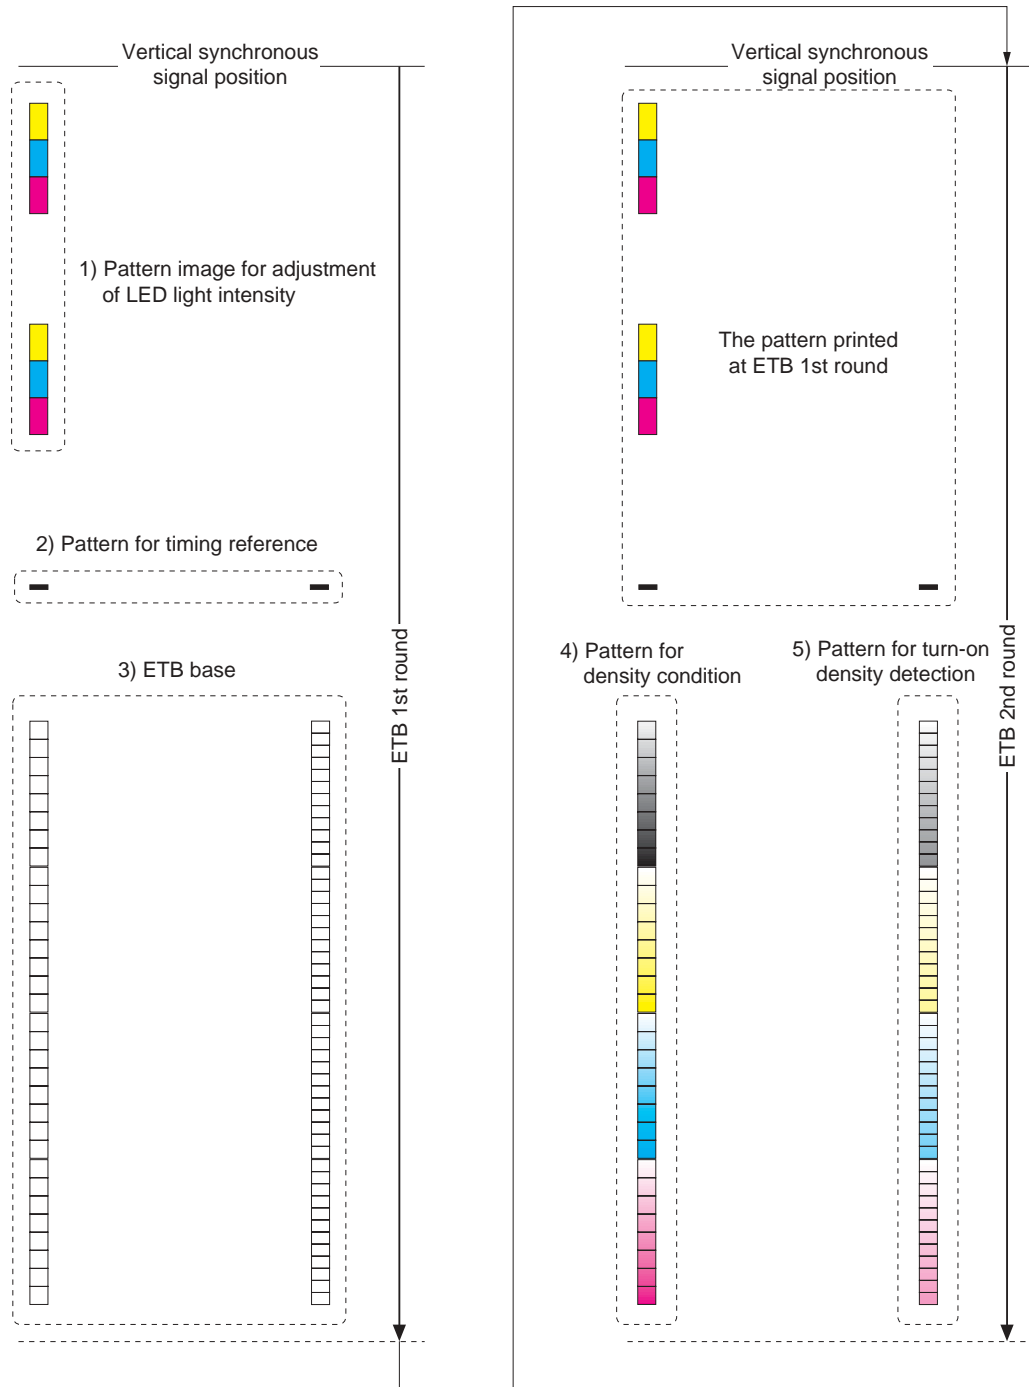 Vertical synchronous
signal position
1) Pattern image for adjustment
of LED light intensity
2) Pattern for timing reference
3) ETB base
ETB 1st round
Vertical synchronous
signal position
The pattern printed
at ETB 1st round
4) Pattern for
density condition
5) Pattern for turn-on
density detection
ETB 2nd round